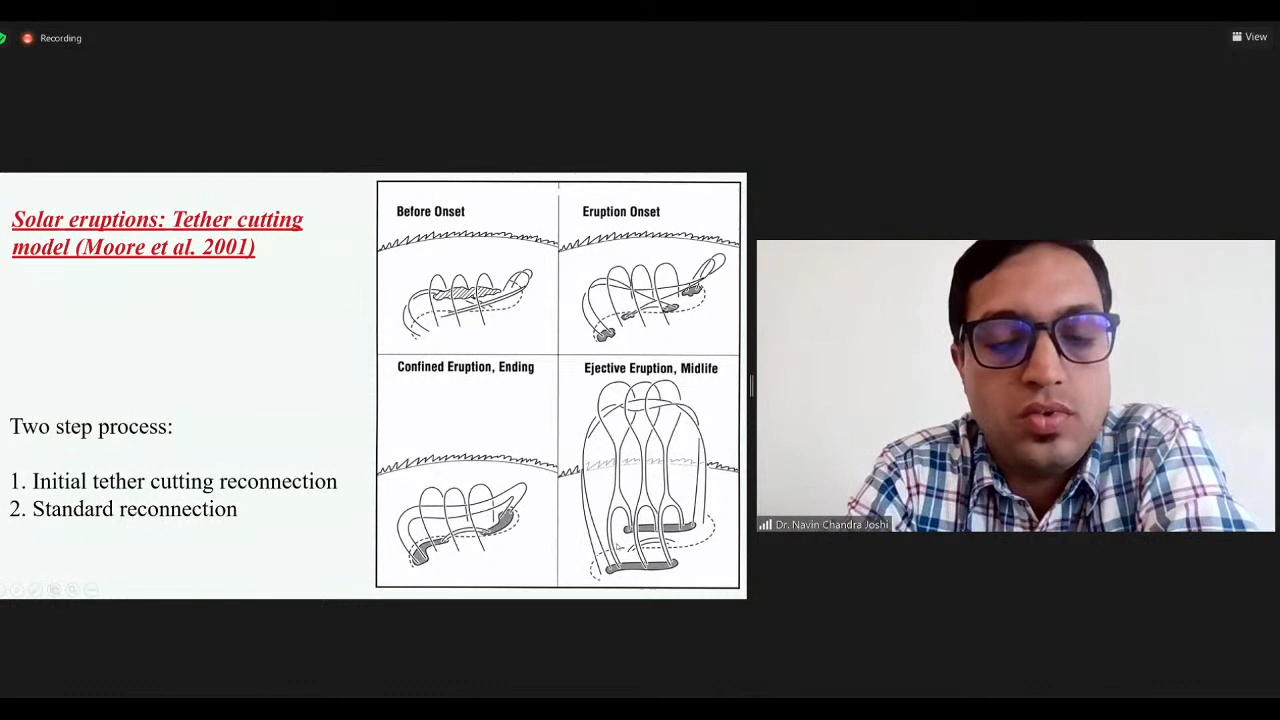 Recording
View
Solar eruptions: Tether cutting
model (Moore et al. 2001)
Two step process:
1. Initial tether cutting reconnection
2. Standard reconnection
Before Onset
Eruption Onset
Confined Eruption, Ending
Ejective Eruption, Midlife
Dr. Navin Chandra Joshi